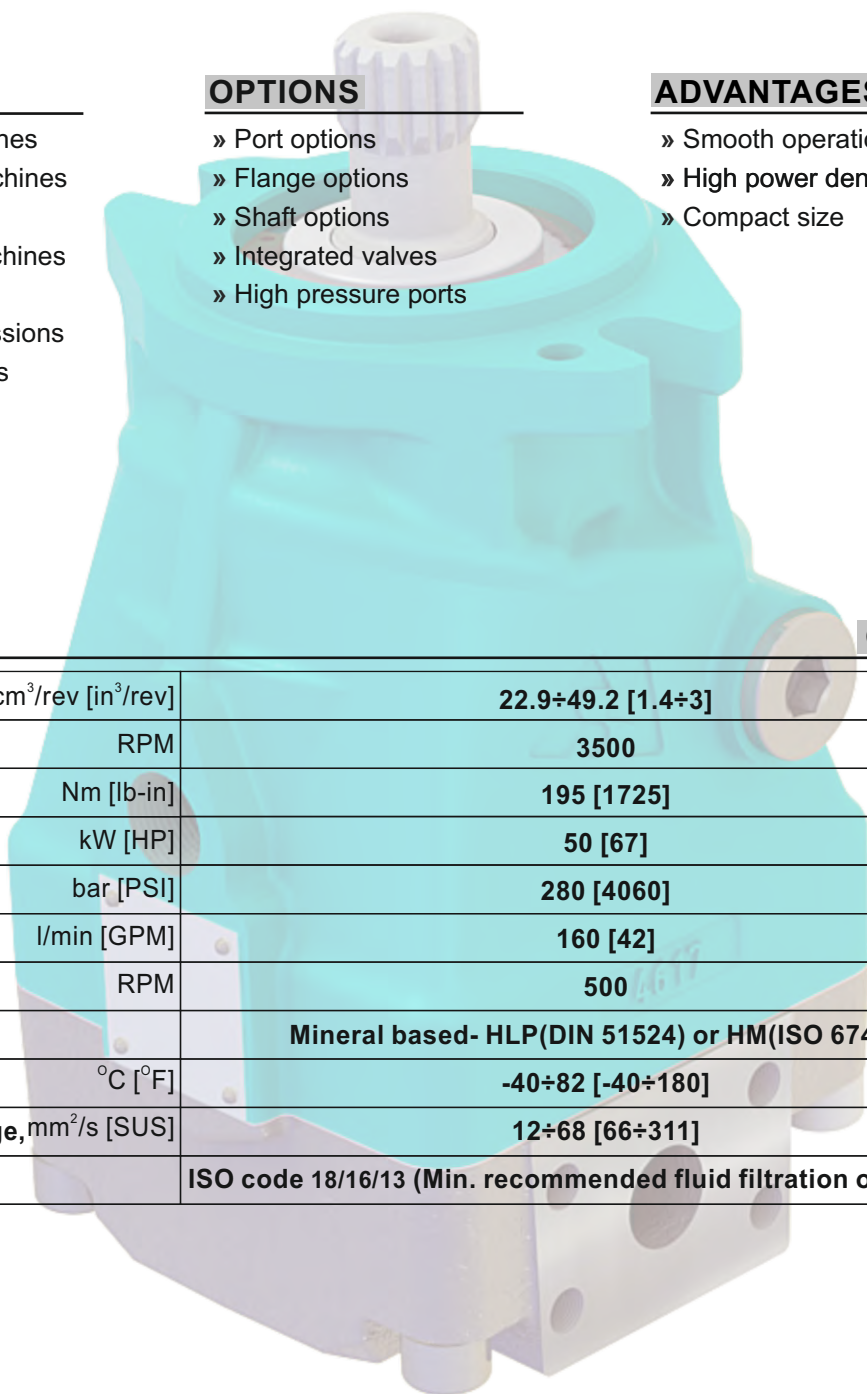 OPTIONS
» Port options
» Flange options
» Shaft options
» Integrated valves
» High pressure ports
ADVANTAGES
» Smooth operatio
» High power den
» Compact size
nes
chines
chines
ssions
s
cm³/rev [in³/rev] 22.9÷49.2 [1.4÷3]
RPM 3500
Nm [lb-in] 195 [1725]
kW [HP] 50 [67]
bar [PSI] 280 [4060]
l/min [GPM] 160 [42]
RPM 500
Mineral based- HLP(DIN 51524) or HM(ISO 674
°C [°F] -40÷82 [-40÷180]
ge, mm²/s [SUS] 12÷68 [66÷311]
ISO code 18/16/13 (Min. recommended fluid filtration o
4617